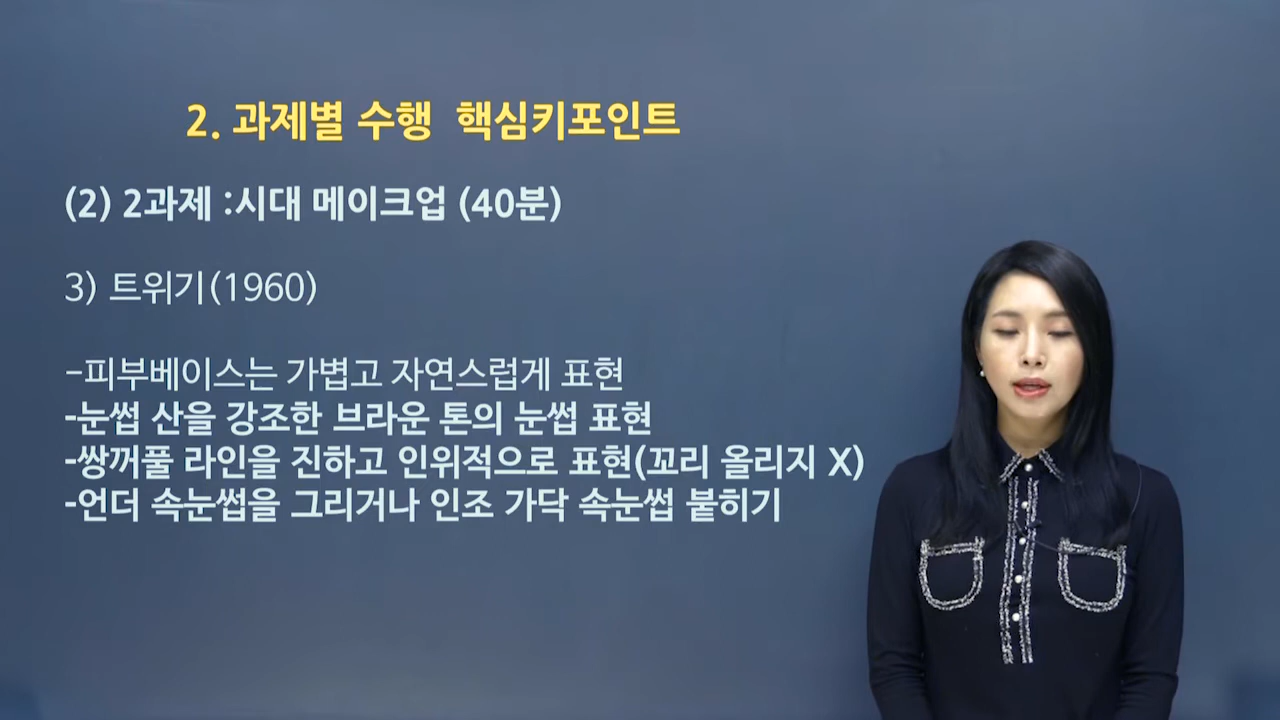 2. 과제별 수행 핵심키포인트
(2) 2과제 :시대 메이크업 (40분)
3) 트위기(1960)
-피부베이스는 가볍고 자연스럽게 표현
-눈썹 산을 강조한 브라운 톤의 눈썹 표현
-쌍꺼풀 라인을 진하고 인위적으로 표현(꼬리 올리지 X)
-언더 속눈썹을 그리거나 인조 가닥 속눈썹 붙히기